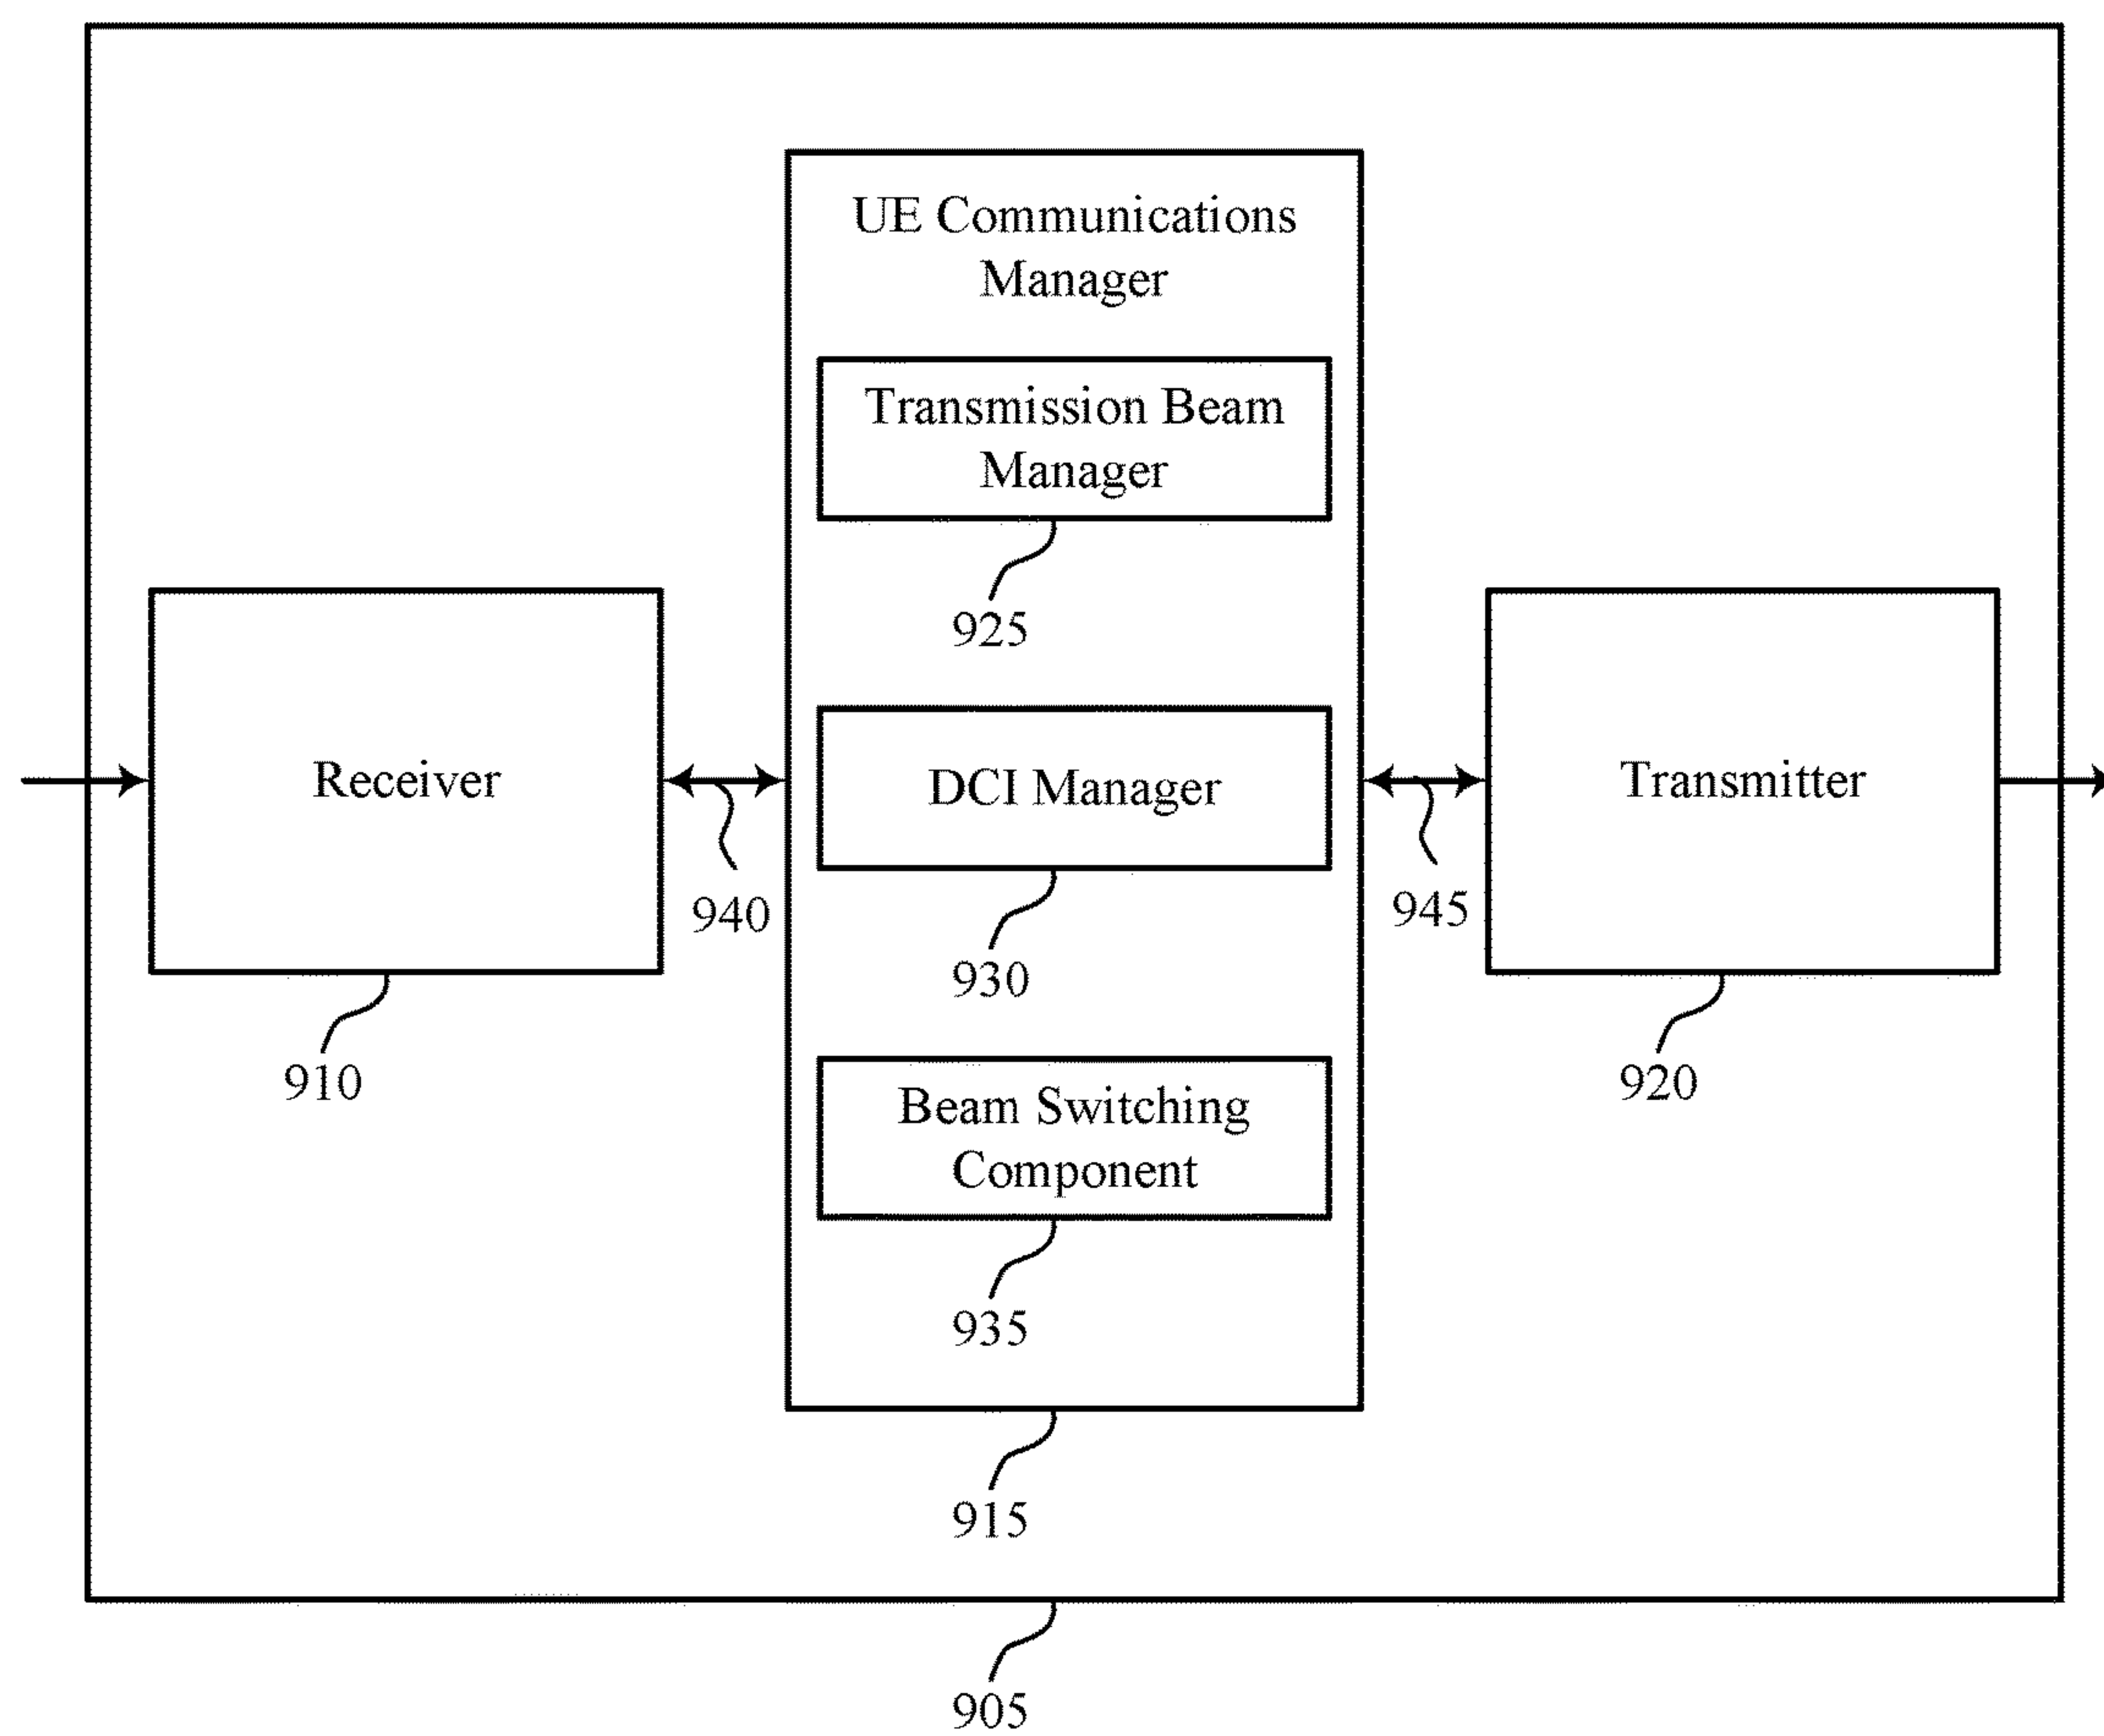 UE Communications
Manager
Transmission Beam
Manager
925
Receiver
DCI Manager
Transmitter
940
945
930
910
920
Beam Switching
Component
935
915
905